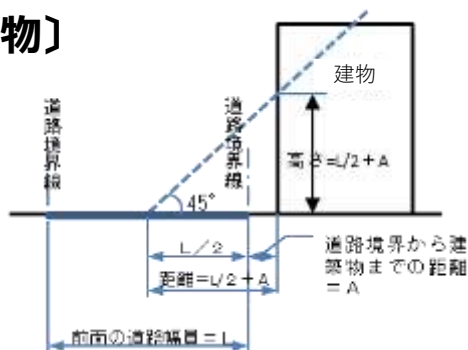 物〕
建物
道路境界線
道路境界線
高さ=L/2+A
45°
L/2
道路境界から建
築物までの距離
=A
距離=L/2+A
前面の道路幅員=L